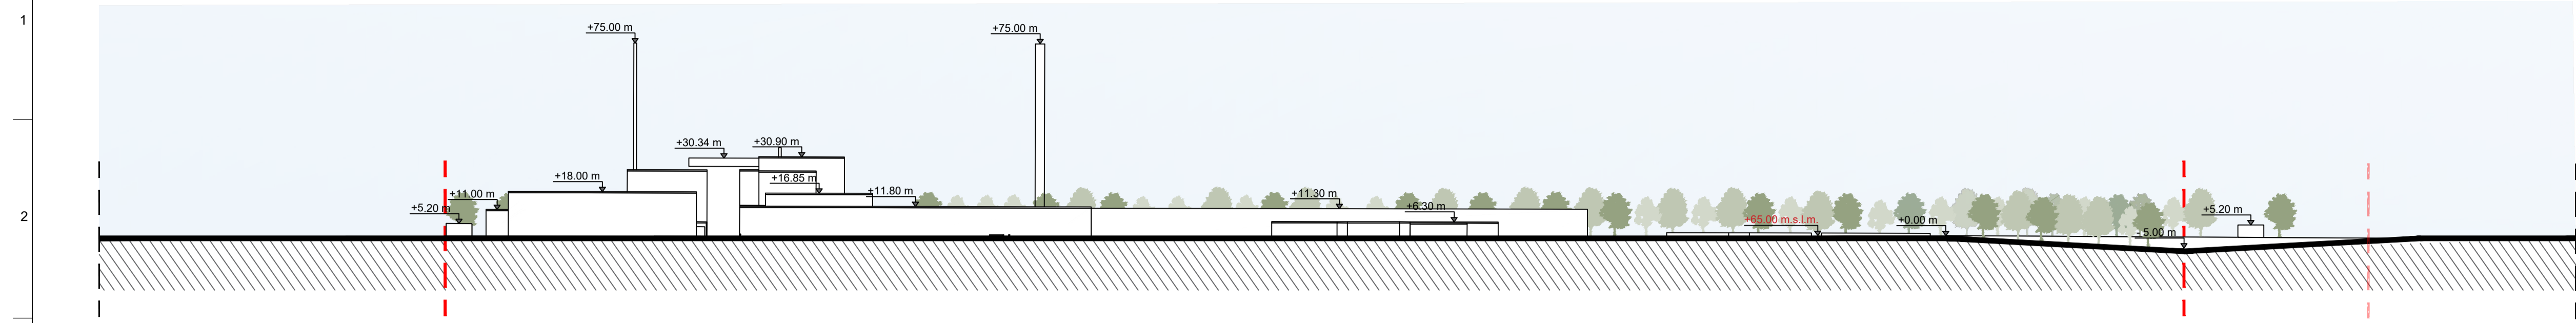 1
+75.00 m
+75.00 m
+30.34 m
+30.90 m
+18.00 m
+16.85 m
+11.00 m
+11.80 m
+11.30 m
+5.20 m
+6.30 m
+5.20 m
2
+65.00 m.s.l.m.
+0.00 m
- 5.00 m